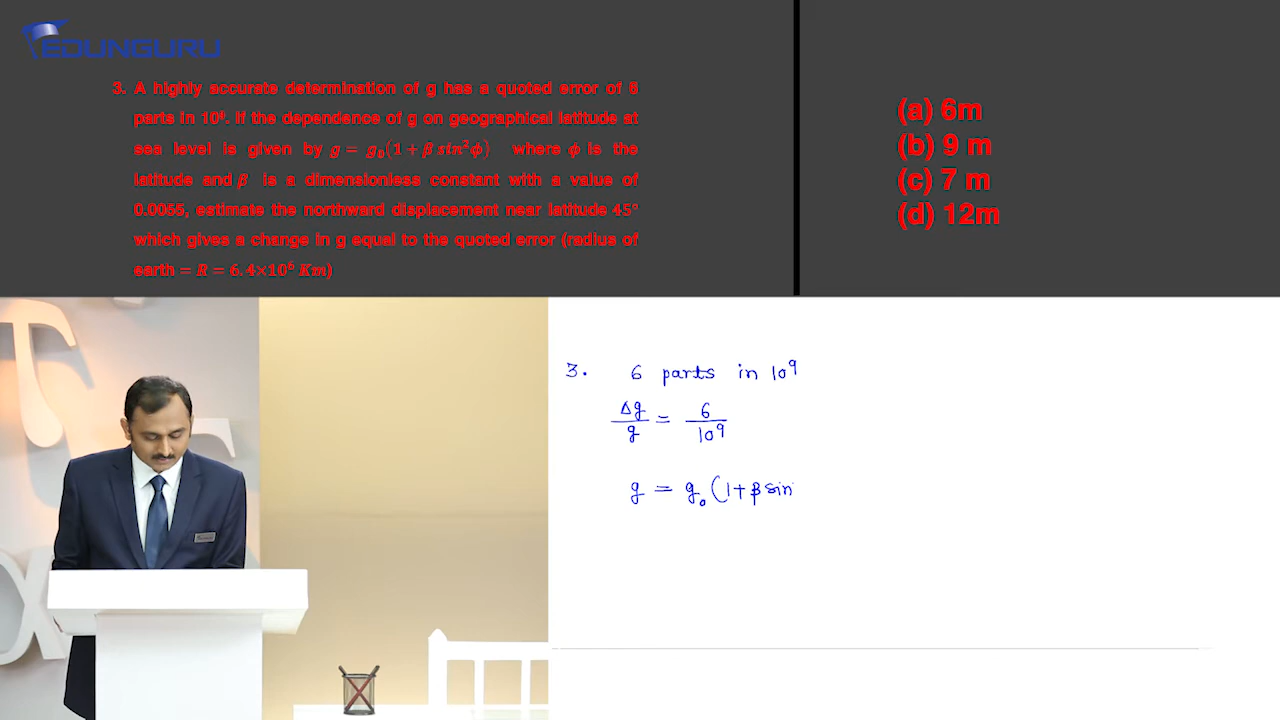 EDUNGURU
3. A highly accurate determination of g has a quoted error of 6
parts in 10⁹. If the dependence of g on geographical latitude at
sea level is given by g = g₀(1 + β sin²ϕ) where ϕ is the
latitude and β is a dimensionless constant with a value of
0.0055, estimate the northward displacement near latitude 45°
which gives a change in g equal to the quoted error (radius of
earth = R = 6.4×10⁶ Km)
(a) 6m
(b) 9 m
(c) 7 m
(d) 12m
3. 6 parts in 10⁹
Δg/g = 6/10⁹
g = g₀(1+β sin